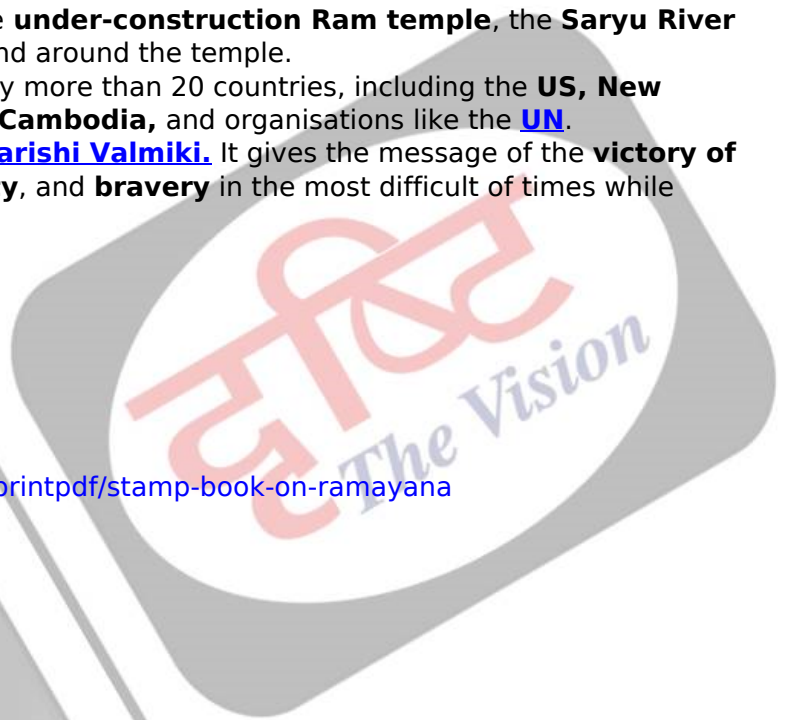 under-construction Ram temple, the Saryu River
nd around the temple.
y more than 20 countries, including the US, New
Cambodia, and organisations like the UN.
arishi Valmiki. It gives the message of the victory of
y, and bravery in the most difficult of times while
दृष्टि
The Vision
printpdf/stamp-book-on-ramayana